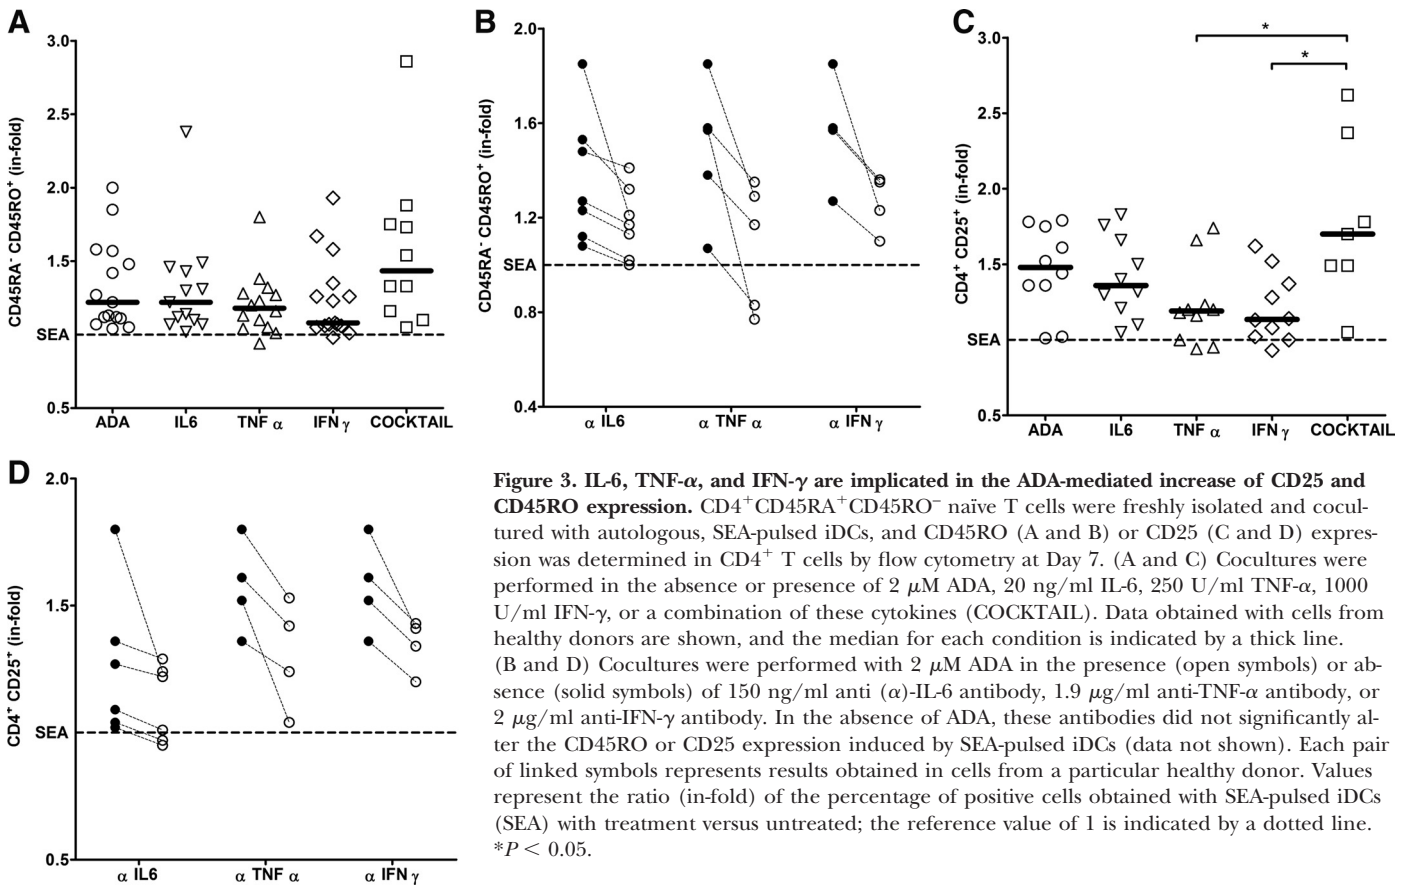 A
3.0
2.5
2.0
1.5
SEA
0.5
CD45RA⁻ CD45RO⁺ (in-fold)
ADA IL6 TNF α IFN γ COCKTAIL
B
2.0
1.6
1.2
SEA
0.8
0.4
CD45RA⁻ CD45RO⁺ (in-fold)
α IL6 α TNF α α IFN γ
C
3.0
2.5
2.0
1.5
SEA
0.5
CD4⁺ CD25⁺ (in-fold)
*
*
ADA IL6 TNF α IFN γ COCKTAIL
D
2.0
1.5
SEA
0.5
CD4⁺ CD25⁺ (in-fold)
α IL6 α TNF α α IFN γ
Figure 3. IL-6, TNF-α, and IFN-γ are implicated in the ADA-mediated increase of CD25 and
CD45RO expression. CD4⁺CD45RA⁺CD45RO⁻ naïve T cells were freshly isolated and cocul-
tured with autologous, SEA-pulsed iDCs, and CD45RO (A and B) or CD25 (C and D) expres-
sion was determined in CD4⁺ T cells by flow cytometry at Day 7. (A and C) Cocultures were
performed in the absence or presence of 2 μM ADA, 20 ng/ml IL-6, 250 U/ml TNF-α, 1000
U/ml IFN-γ, or a combination of these cytokines (COCKTAIL). Data obtained with cells from
healthy donors are shown, and the median for each condition is indicated by a thick line.
(B and D) Cocultures were performed with 2 μM ADA in the presence (open symbols) or ab-
sence (solid symbols) of 150 ng/ml anti (α)-IL-6 antibody, 1.9 μg/ml anti-TNF-α antibody, or
2 μg/ml anti-IFN-γ antibody. In the absence of ADA, these antibodies did not significantly al-
ter the CD45RO or CD25 expression induced by SEA-pulsed iDCs (data not shown). Each pair
of linked symbols represents results obtained in cells from a particular healthy donor. Values
represent the ratio (in-fold) of the percentage of positive cells obtained with SEA-pulsed iDCs
(SEA) with treatment versus untreated; the reference value of 1 is indicated by a dotted line.
*P < 0.05.